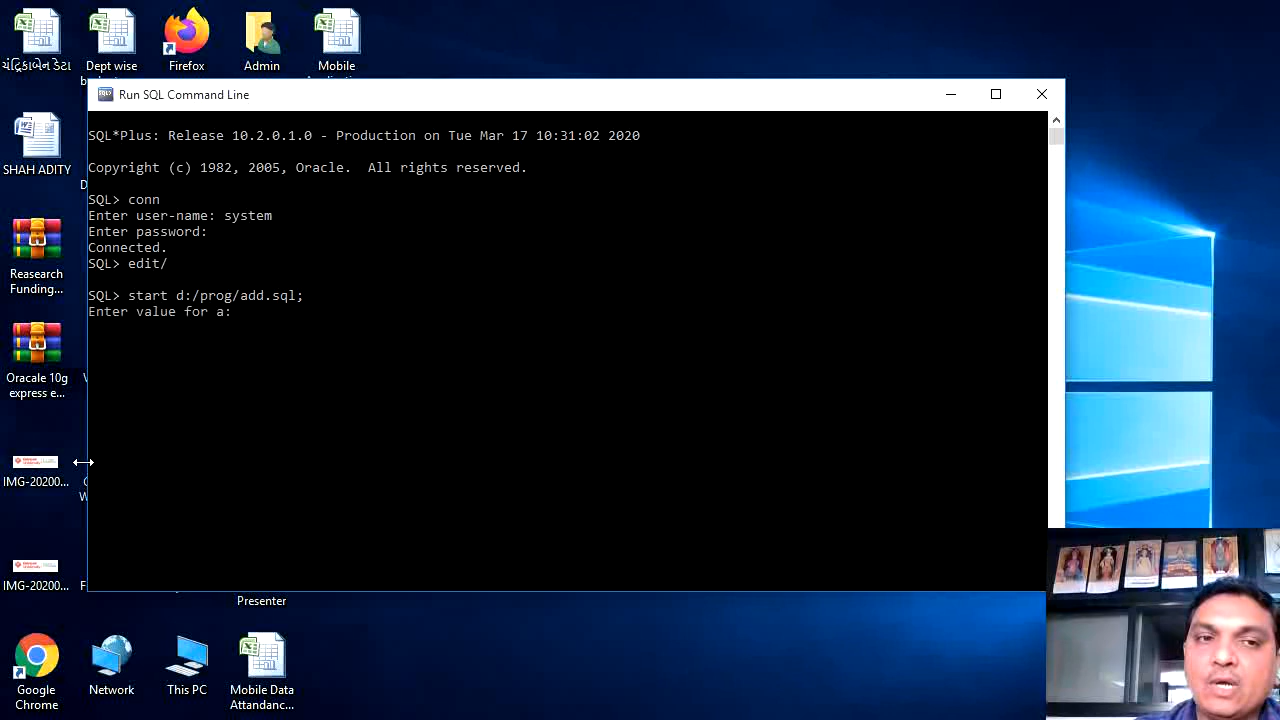 Dept wise
Firefox
Admin
Mobile
Run SQL Command Line
SQL*Plus: Release 10.2.0.1.0 - Production on Tue Mar 17 10:31:02 2020
Copyright (c) 1982, 2005, Oracle.  All rights reserved.
SQL> conn
Enter user-name: system
Enter password:
Connected.
SQL> edit/
SQL> start d:/prog/add.sql;
Enter value for a:
SHAH ADITY
Reasearch
Funding...
Oracale 10g
express e...
IMG-20200...
IMG-20200...
Presenter
Google
Chrome
Network
This PC
Mobile Data
Attandanc...